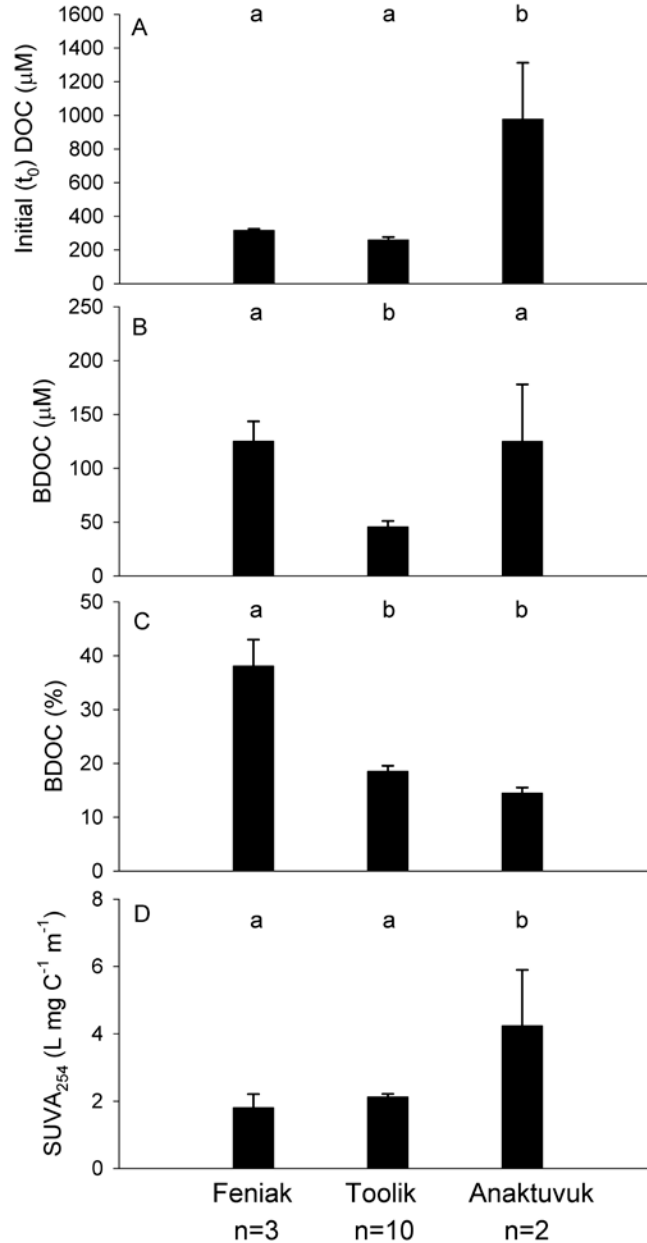 A a a b
Initial (t₀) DOC (μM)
1600
1400
1200
1000
800
600
400
200
0
B a b a
BDOC (μM)
250
200
150
100
50
0
C a b b
BDOC (%)
50
40
30
20
10
0
D a a b
SUVA₂₅₄ (L mg C⁻¹ m⁻¹)
8
6
4
2
0
Feniak Toolik Anaktuvuk
n=3 n=10 n=2